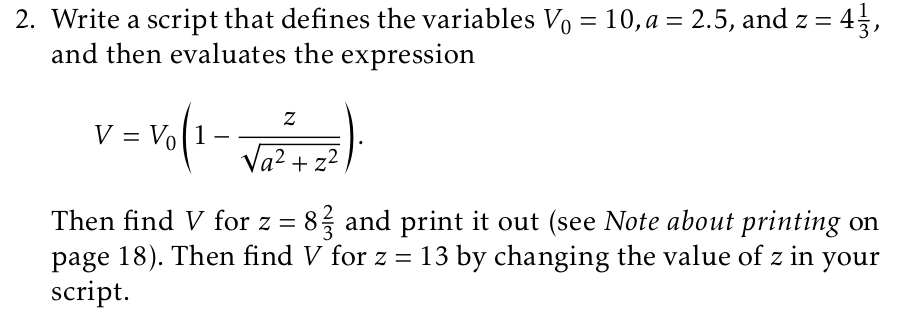 2. Write a script that defines the variables V₀ = 10, a = 2.5, and z = 4⅓,
and then evaluates the expression
V = V₀(1 − z/√(a² + z²)).
Then find V for z = 8⅔ and print it out (see Note about printing on
page 18). Then find V for z = 13 by changing the value of z in your
script.